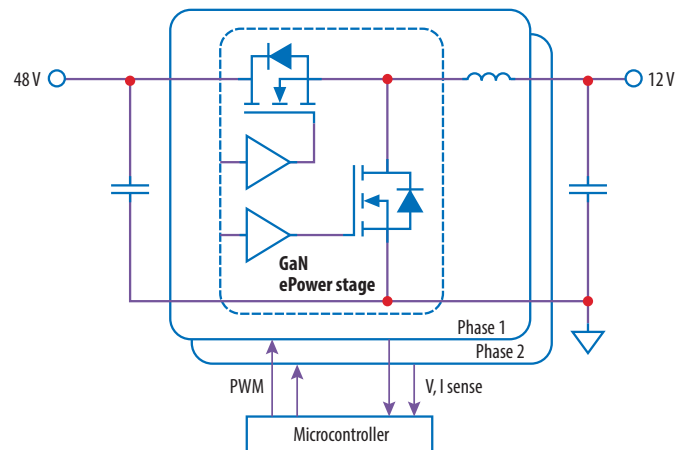 48 V
12 V
GaN
ePower stage
Phase 1
Phase 2
PWM
V, I sense
Microcontroller